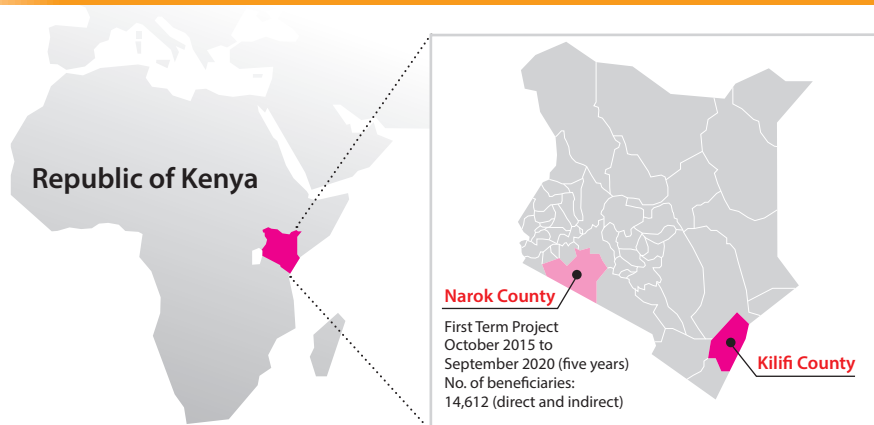 Republic of Kenya
Narok County
First Term Project
October 2015 to
September 2020 (five years)
No. of beneficiaries:
14,612 (direct and indirect)
Kilifi County